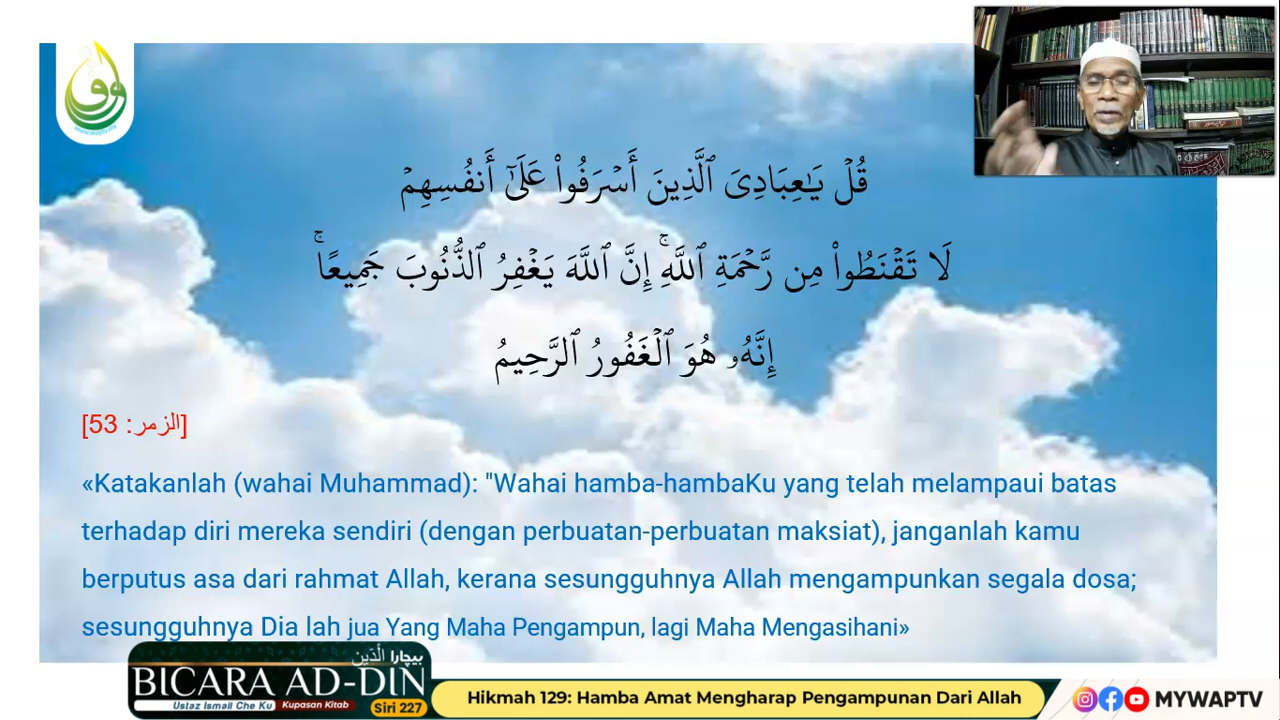 www.waptv.my
قُلۡ يَٰعِبَادِيَ ٱلَّذِينَ أَسۡرَفُواْ عَلَىٰٓ أَنفُسِهِمۡ
لَا تَقۡنَطُواْ مِن رَّحۡمَةِ ٱللَّهِۚ إِنَّ ٱللَّهَ يَغۡفِرُ ٱلذُّنُوبَ جَمِيعًاۚ
إِنَّهُۥ هُوَ ٱلۡغَفُورُ ٱلرَّحِيمُ
[الزمر: 53]
«Katakanlah (wahai Muhammad): "Wahai hamba-hambaKu yang telah melampaui batas
terhadap diri mereka sendiri (dengan perbuatan-perbuatan maksiat), janganlah kamu
berputus asa dari rahmat Allah, kerana sesungguhnya Allah mengampunkan segala dosa;
sesungguhnya Dia lah jua Yang Maha Pengampun, lagi Maha Mengasihani»
بيچارا الدّين
BICARA AD-DIN
Ustaz Ismail Che Ku Kupasan Kitab Siri 227
Hikmah 129: Hamba Amat Mengharap Pengampunan Dari Allah
MYWAPTV